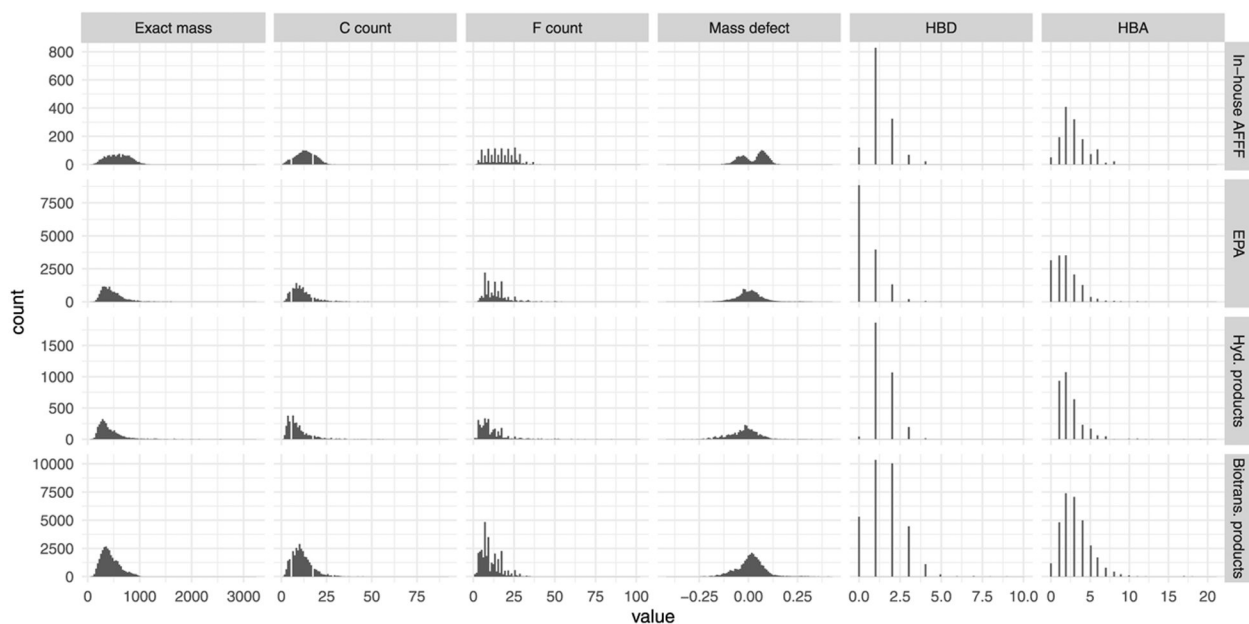 Exact mass C count F count Mass defect HBD HBA
800
600
400
200
0
In−house AFFF
7500
5000
2500
0
EPA
count
1500
1000
500
0
Hyd. products
10000
7500
5000
2500
0
Biotrans. products
0 1000 2000 3000 0 25 50 75 0 25 50 75 100 −0.25 0.00 0.25 0.0 2.5 5.0 7.5 10.0 0 5 10 15 20
value